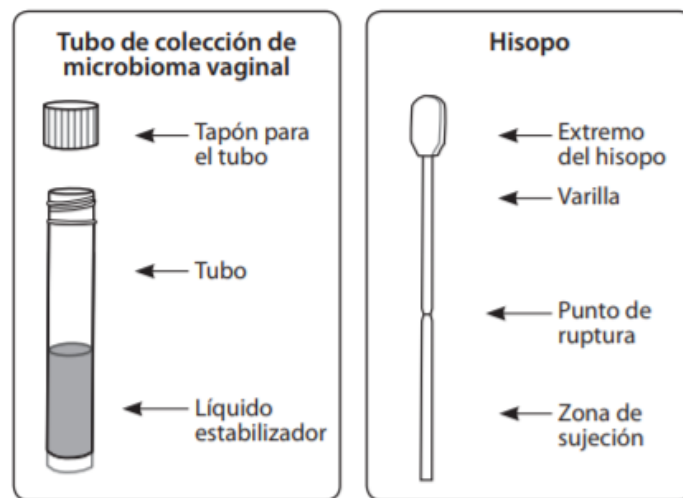 Tubo de colección de
microbioma vaginal
Tapón para
el tubo
Tubo
Líquido
estabilizador
Hisopo
Extremo
del hisopo
Varilla
Punto de
ruptura
Zona de
sujeción